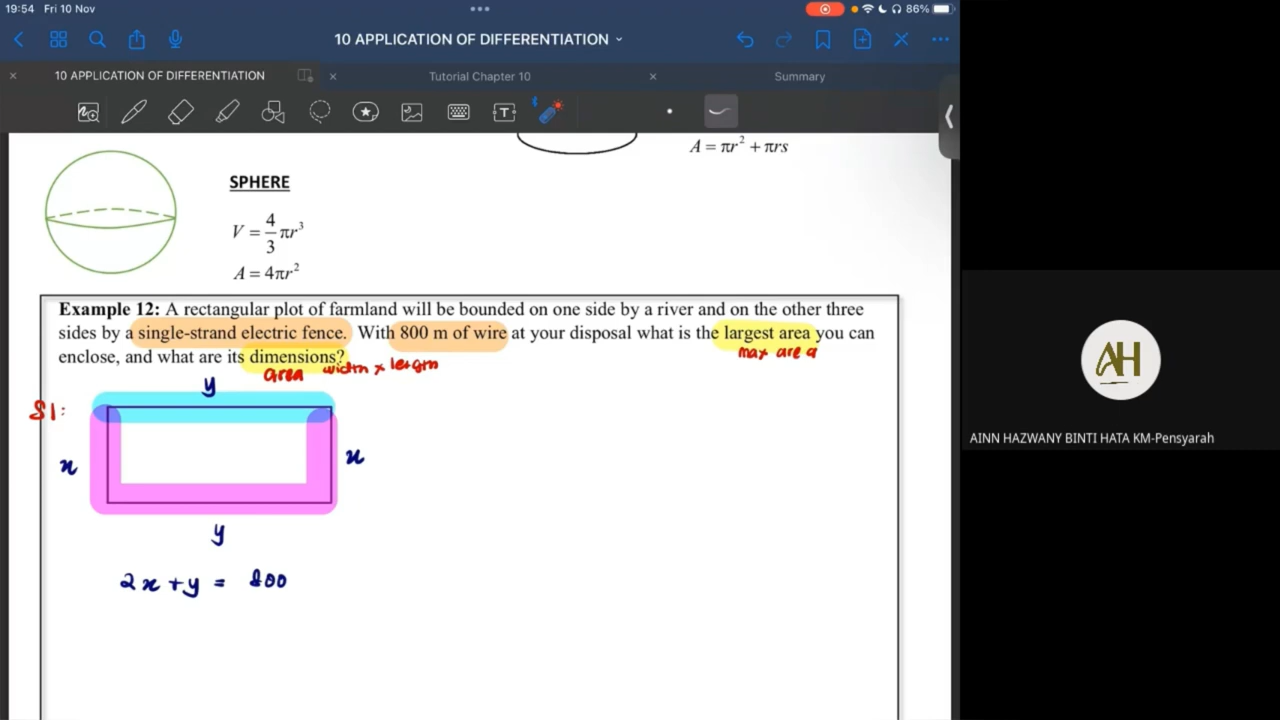 19:54 Fri 10 Nov
86%
10 APPLICATION OF DIFFERENTIATION
10 APPLICATION OF DIFFERENTIATION
Tutorial Chapter 10
Summary
A = πr² + πrs
SPHERE
V = 4/3 πr³
A = 4πr²
Example 12: A rectangular plot of farmland will be bounded on one side by a river and on the other three
sides by a single-strand electric fence. With 800 m of wire at your disposal what is the largest area you can
enclose, and what are its dimensions?
max area
area width x length
y
S1:
x
x
y
2x + y = 800
AH
AINN HAZWANY BINTI HATA KM-Pensyarah